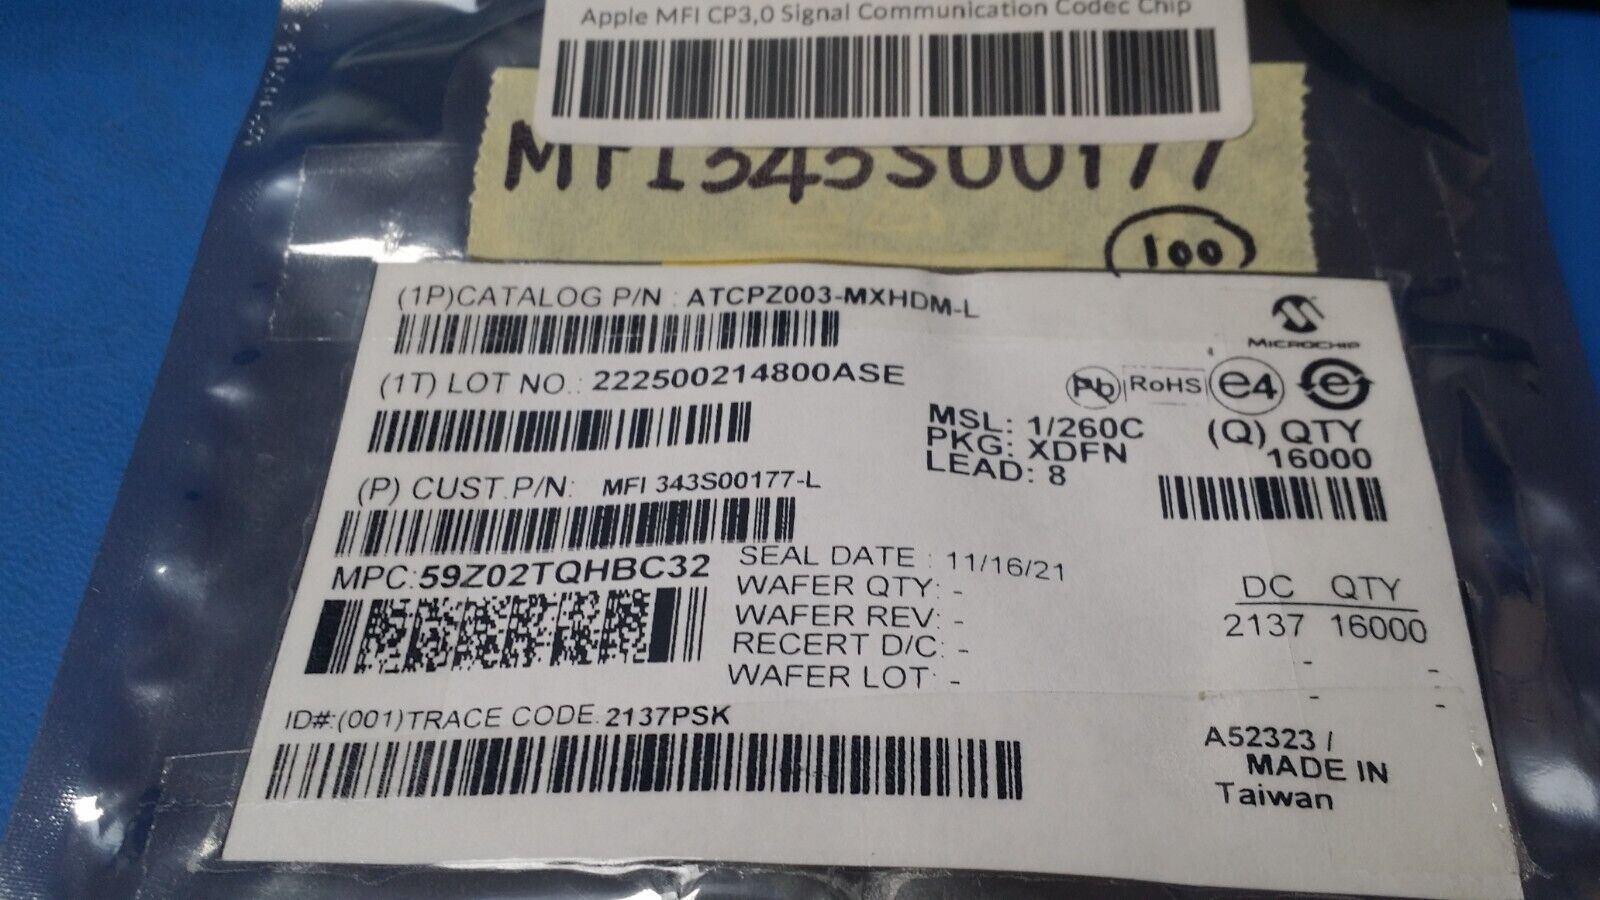 Apple MFI CP3,0 Signal Communication Codec Chip
MFI343S00177
100
(1P)CATALOG P/N : ATCPZ003-MXHDM-L
MICROCHIP
(1T) LOT NO.: 222500214800ASE
Pb RoHS e4 e
MSL: 1/260C
PKG: XDFN
LEAD: 8
(Q) QTY
16000
(P) CUST.P/N: MFI 343S00177-L
MPC:59Z02TQHBC32
SEAL DATE : 11/16/21
WAFER QTY: -
WAFER REV: -
RECERT D/C: -
WAFER LOT: -
DC QTY
2137 16000
- -
- -
ID#:(001)TRACE CODE: 2137PSK
A52323 /
MADE IN
Taiwan